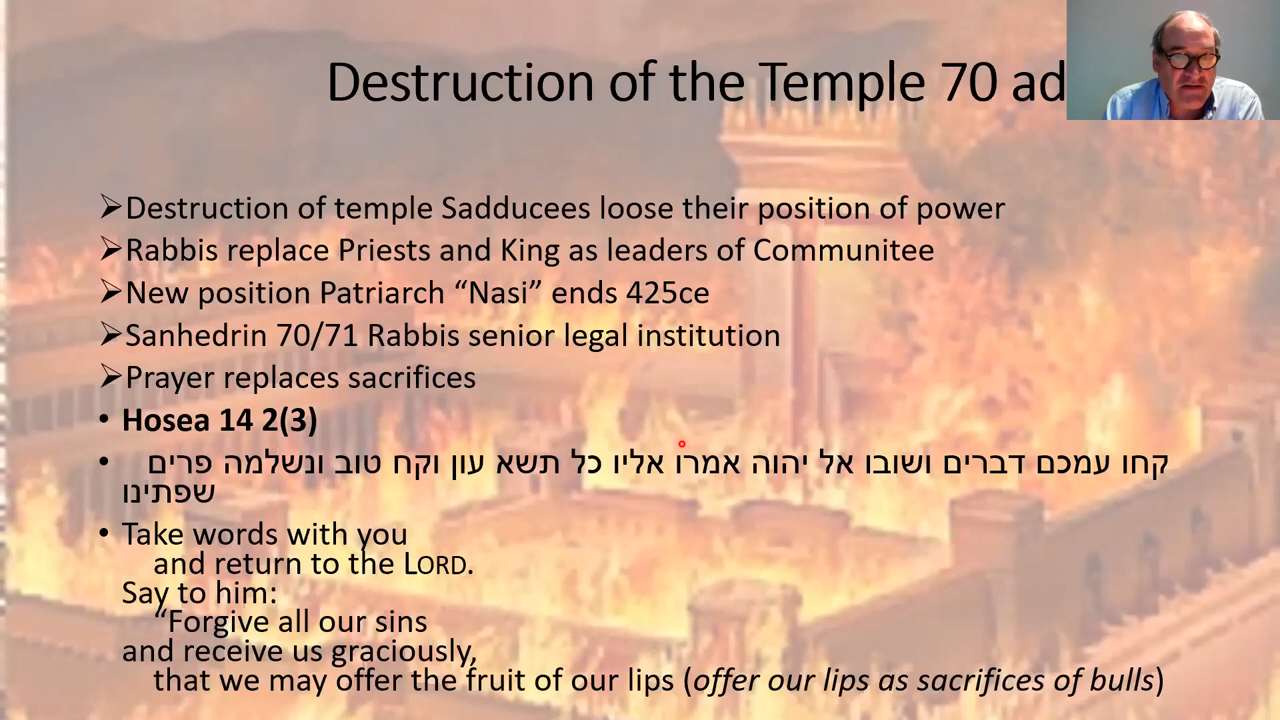 Destruction of the Temple 70 ad
➢Destruction of temple Sadducees loose their position of power
➢Rabbis replace Priests and King as leaders of Communitee
➢New position Patriarch “Nasi” ends 425ce
➢Sanhedrin 70/71 Rabbis senior legal institution
➢Prayer replaces sacrifices
• Hosea 14 2(3)
• קחו עמכם דברים ושובו אל יהוה אמרו אליו כל תשא עון וקח טוב ונשלמה פרים
שפתינו
• Take words with you
and return to the LORD.
Say to him:
“Forgive all our sins
and receive us graciously,
that we may offer the fruit of our lips (offer our lips as sacrifices of bulls)